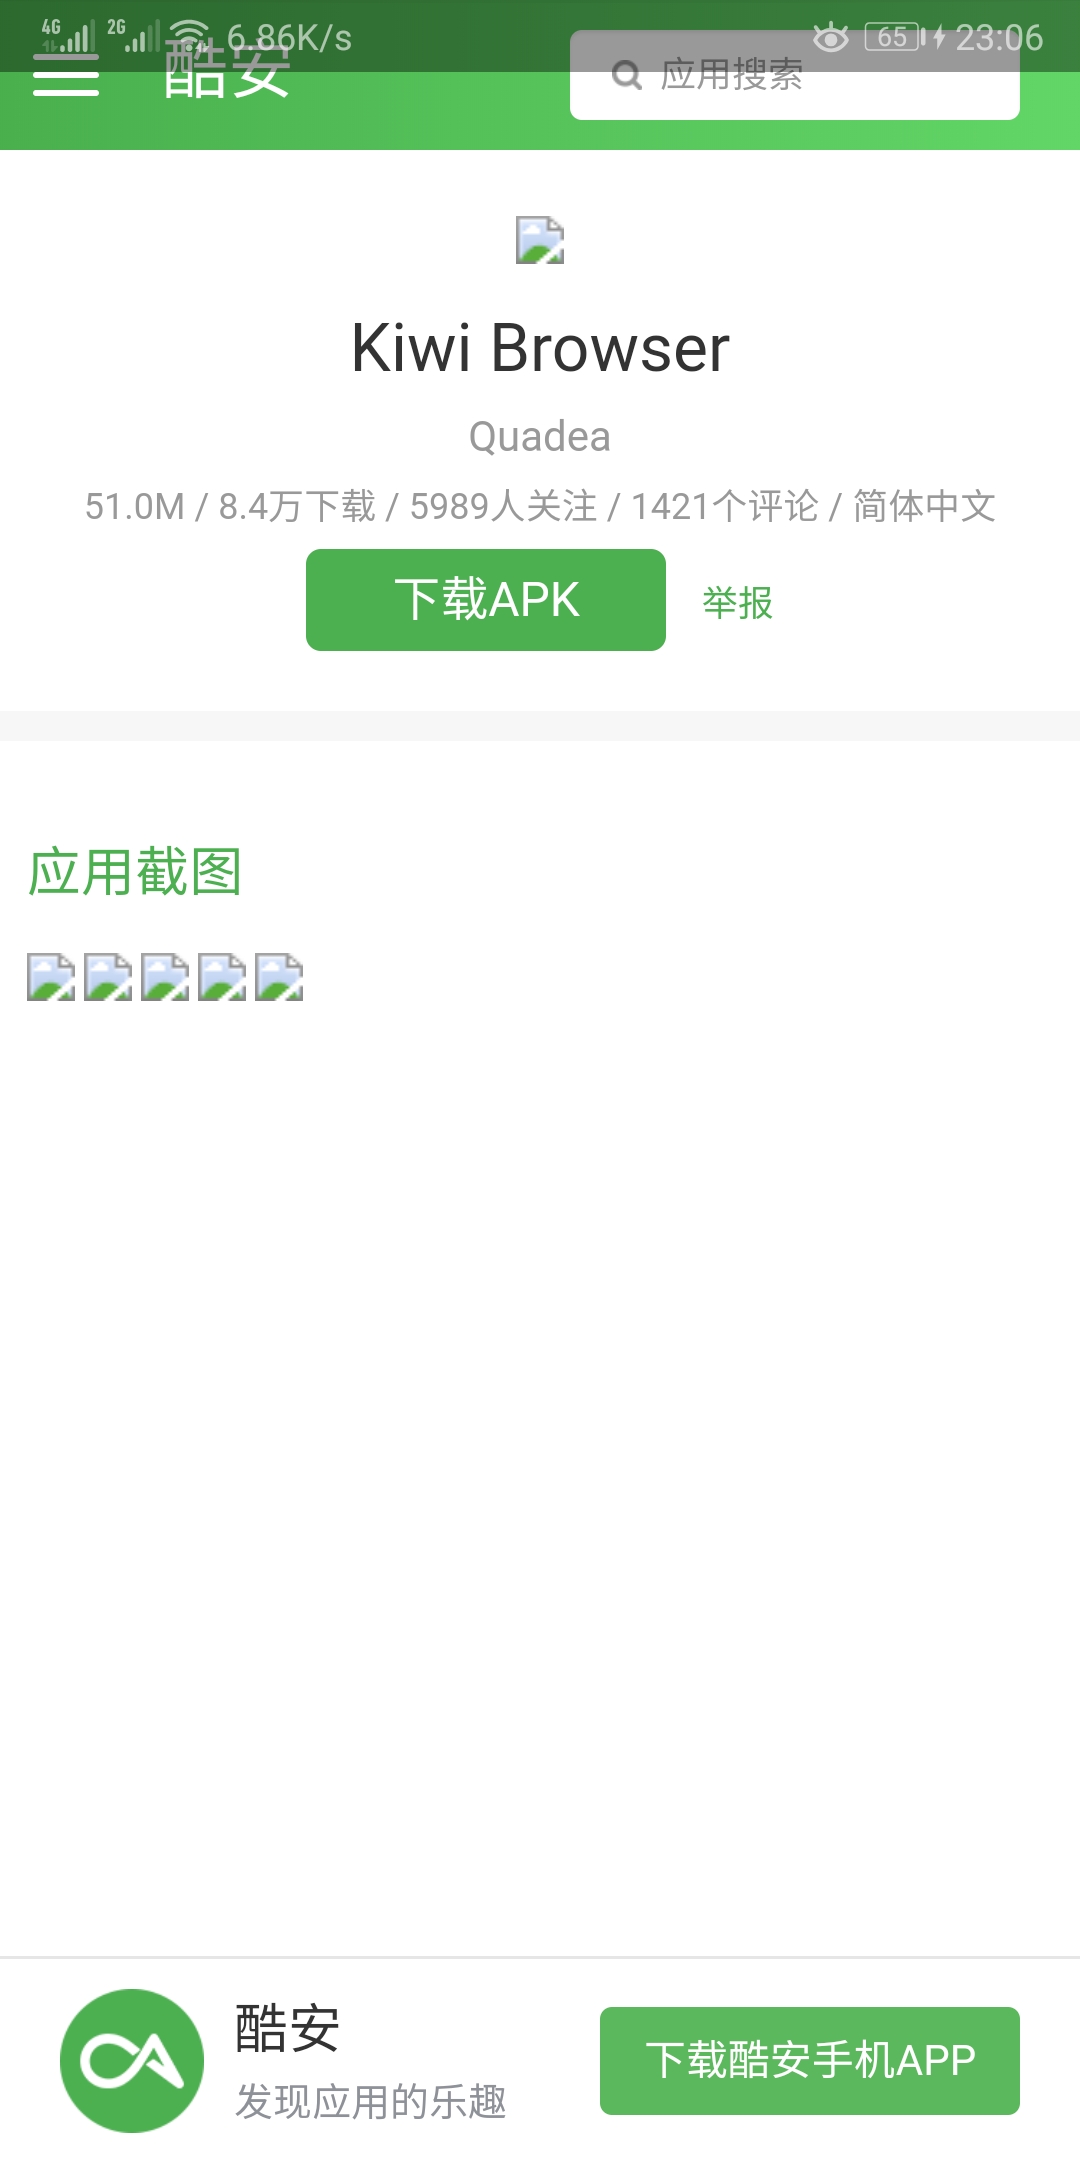 4G 2G 6.86K/s 65 23:06
酷安 应用搜索
Kiwi Browser
Quadea
51.0M / 8.4万下载 / 5989人关注 / 1421个评论 / 简体中文
下载APK 举报
应用截图
酷安
发现应用的乐趣
下载酷安手机APP